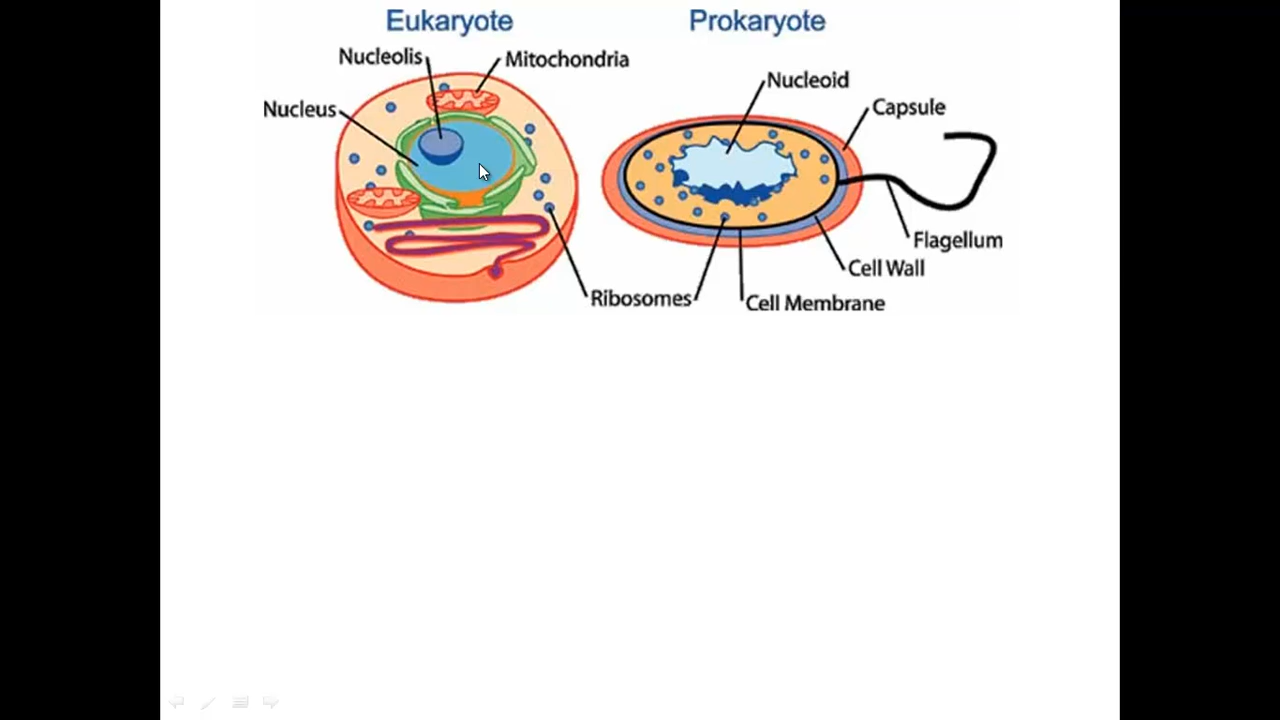 Eukaryote
Prokaryote
Nucleolis
Mitochondria
Nucleoid
Nucleus
Capsule
Flagellum
Cell Wall
Ribosomes
Cell Membrane